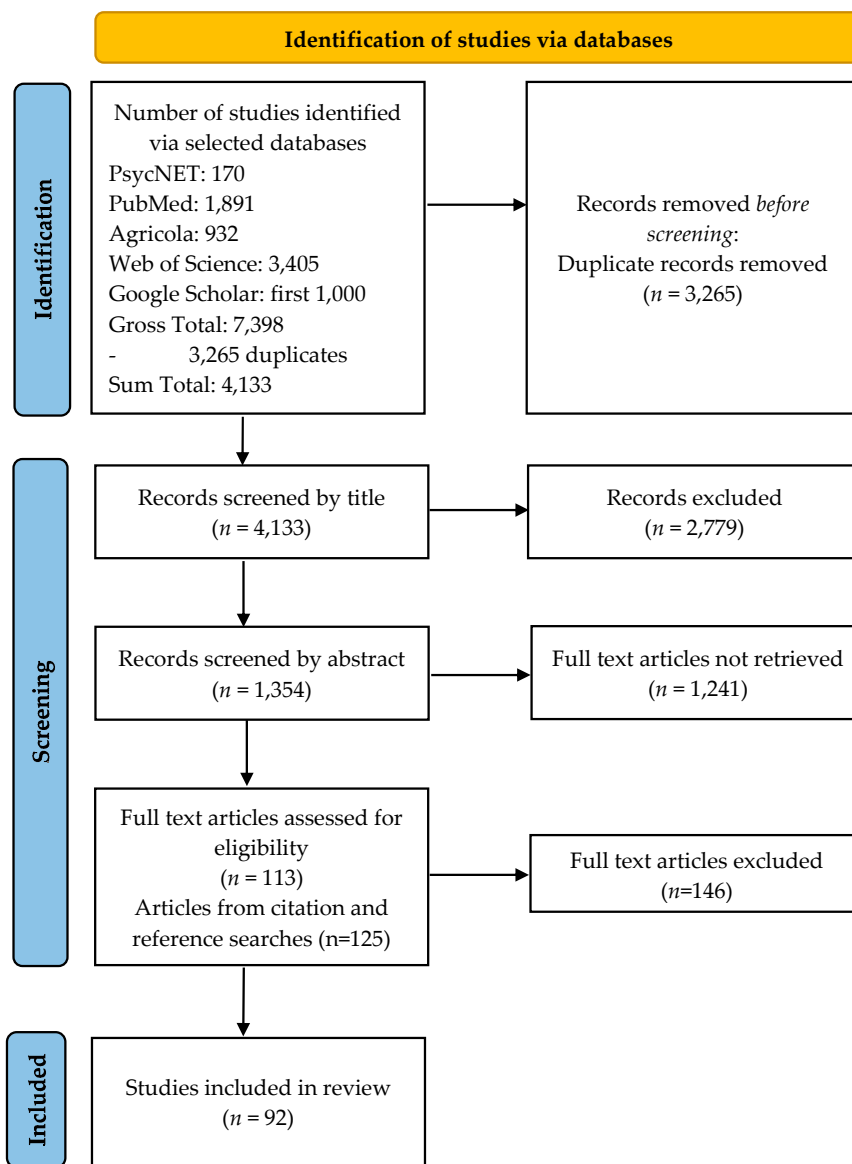 Identification of studies via databases
Identification
Number of studies identified
via selected databases
PsycNET: 170
PubMed: 1,891
Agricola: 932
Web of Science: 3,405
Google Scholar: first 1,000
Gross Total: 7,398
- 3,265 duplicates
Sum Total: 4,133
Records removed before
screening:
Duplicate records removed
(n = 3,265)
Screening
Records screened by title
(n = 4,133)
Records excluded
(n = 2,779)
Records screened by abstract
(n = 1,354)
Full text articles not retrieved
(n = 1,241)
Full text articles assessed for
eligibility
(n = 113)
Articles from citation and
reference searches (n=125)
Full text articles excluded
(n=146)
Included
Studies included in review
(n = 92)